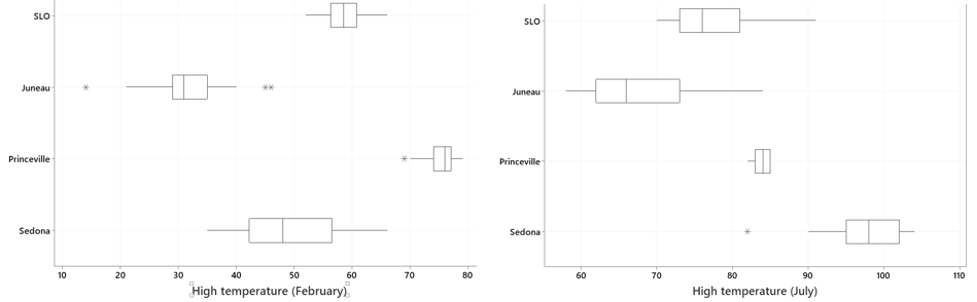 SLO
Juneau
Princeville
Sedona
10 20 30 40 50 60 70 80
High temperature (February)
SLO
Juneau
Princeville
Sedona
60 70 80 90 100 110
High temperature (July)